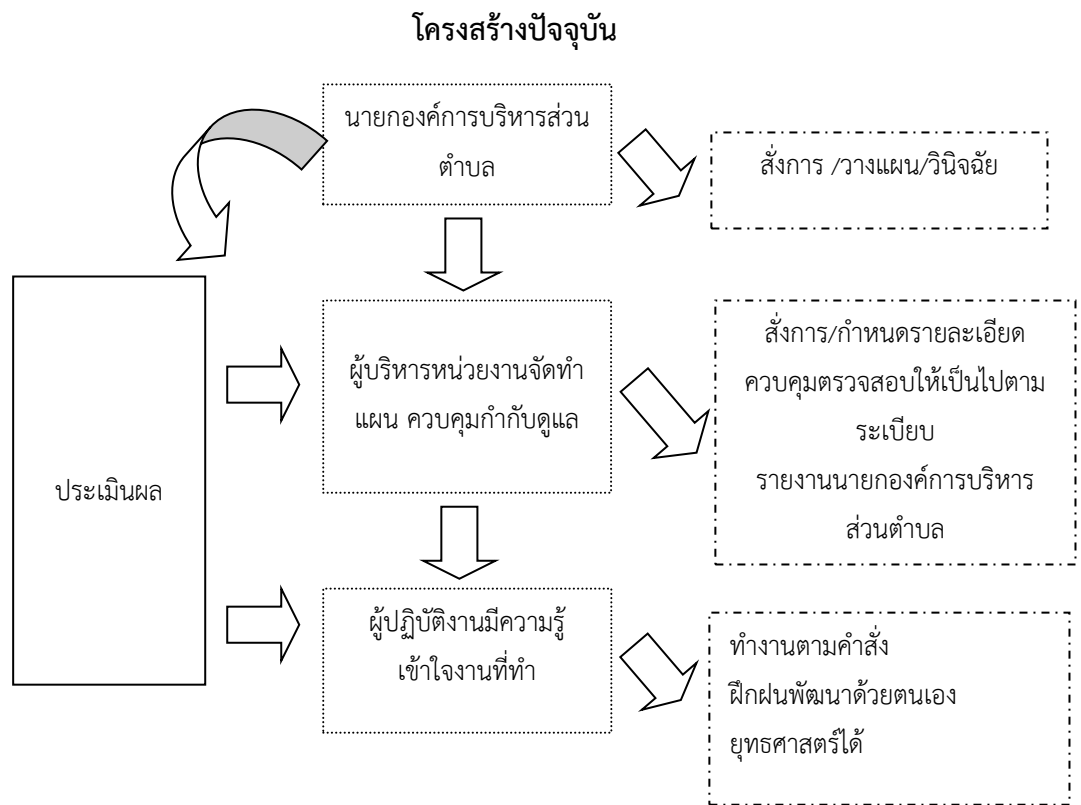 โครงสร้างปัจจุบัน
นายกองค์การบริหารส่วน
ตำบล
สั่งการ /วางแผน/วินิจฉัย
ผู้บริหารหน่วยงานจัดทำ
แผน ควบคุมกำกับดูแล
สั่งการ/กำหนดรายละเอียด
ควบคุมตรวจสอบให้เป็นไปตาม
ระเบียบ
รายงานนายกองค์การบริหาร
ส่วนตำบล
ประเมินผล
ผู้ปฏิบัติงานมีความรู้
เข้าใจงานที่ทำ
ทำงานตามคำสั่ง
ฝึกฝนพัฒนาด้วยตนเอง
ยุทธศาสตร์ได้